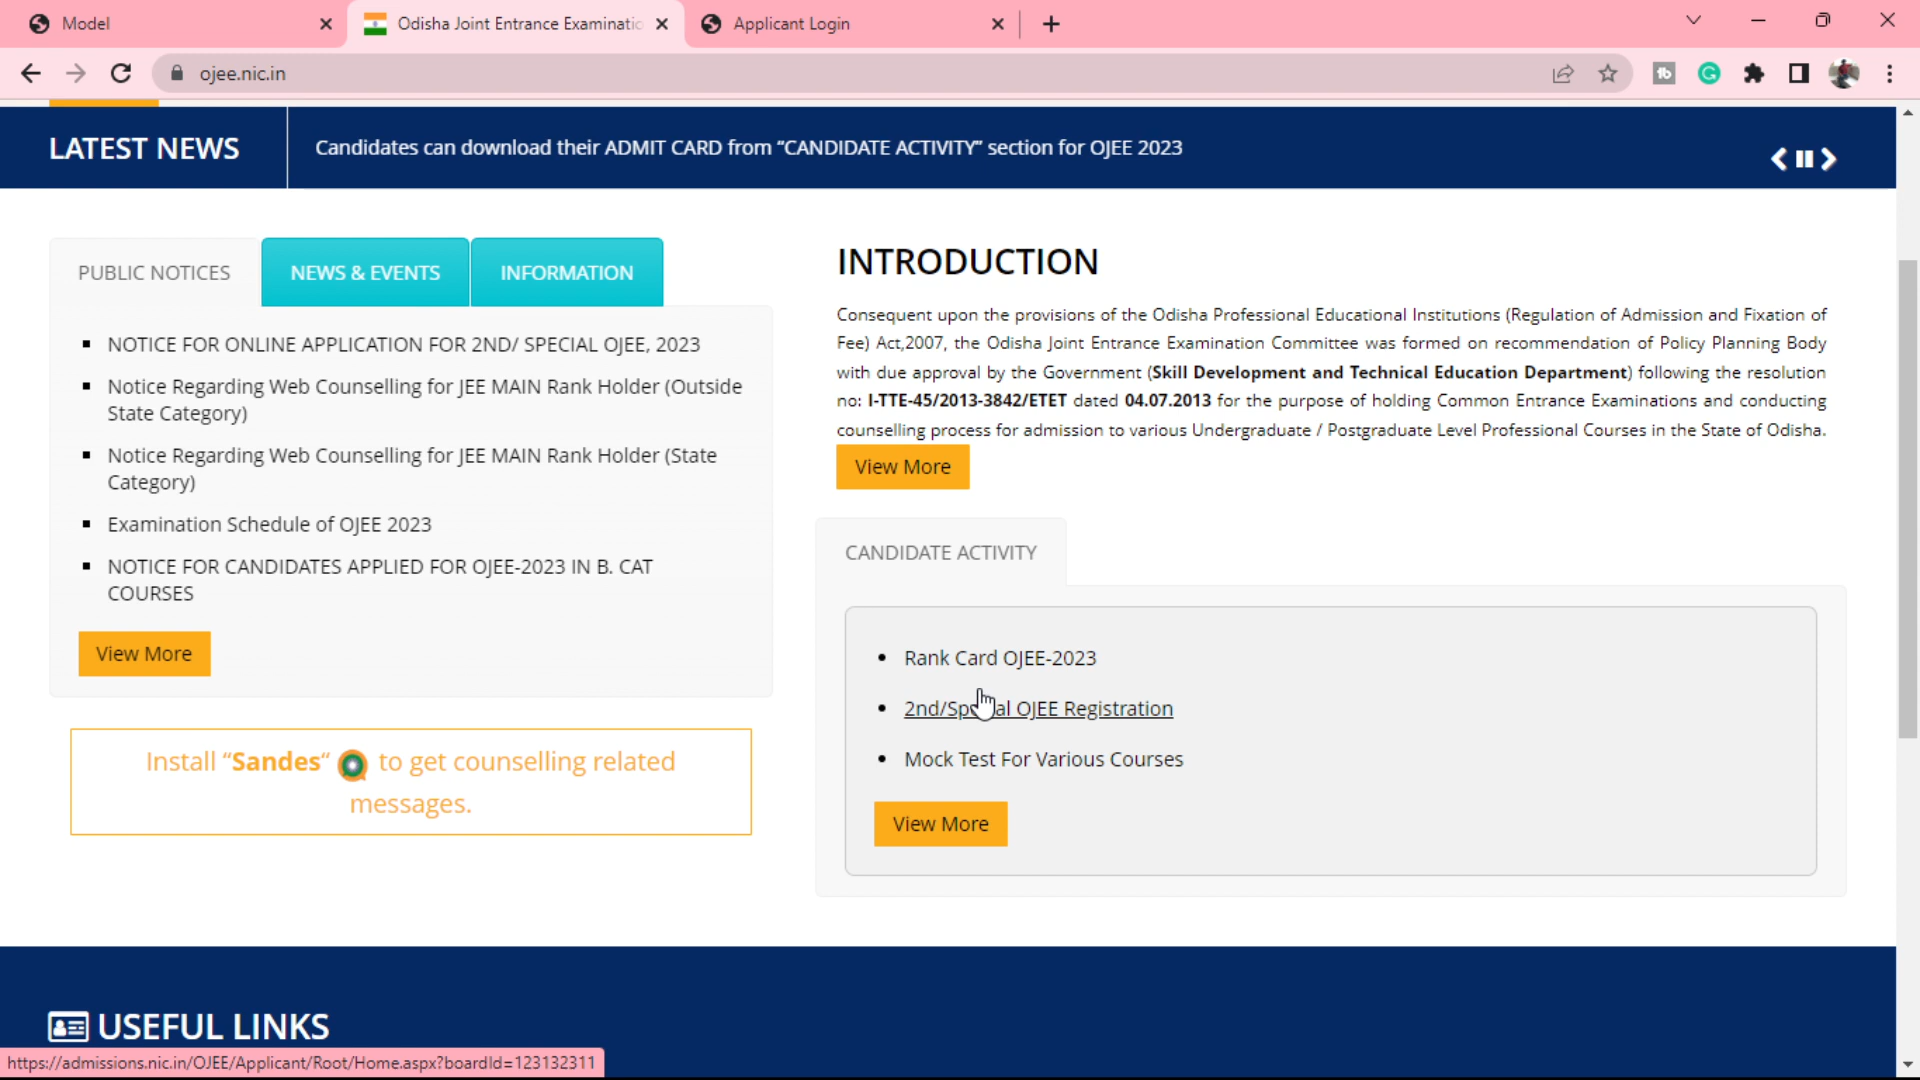 Model
Odisha Joint Entrance Examinatio
Applicant Login
ojee.nic.in
LATEST NEWS
Candidates can download their ADMIT CARD from "CANDIDATE ACTIVITY" section for OJEE 2023
PUBLIC NOTICES
NEWS & EVENTS
INFORMATION
NOTICE FOR ONLINE APPLICATION FOR 2ND/ SPECIAL OJEE, 2023
Notice Regarding Web Counselling for JEE MAIN Rank Holder (Outside
State Category)
Notice Regarding Web Counselling for JEE MAIN Rank Holder (State
Category)
Examination Schedule of OJEE 2023
NOTICE FOR CANDIDATES APPLIED FOR OJEE-2023 IN B. CAT
COURSES
View More
Install "Sandes" to get counselling related
messages.
INTRODUCTION
Consequent upon the provisions of the Odisha Professional Educational Institutions (Regulation of Admission and Fixation of
Fee) Act,2007, the Odisha Joint Entrance Examination Committee was formed on recommendation of Policy Planning Body
with due approval by the Government (Skill Development and Technical Education Department) following the resolution
no: I-TTE-45/2013-3842/ETET dated 04.07.2013 for the purpose of holding Common Entrance Examinations and conducting
counselling process for admission to various Undergraduate / Postgraduate Level Professional Courses in the State of Odisha.
View More
CANDIDATE ACTIVITY
Rank Card OJEE-2023
2nd/Special OJEE Registration
Mock Test For Various Courses
View More
USEFUL LINKS
https://admissions.nic.in/OJEE/Applicant/Root/Home.aspx?boardId=123132311